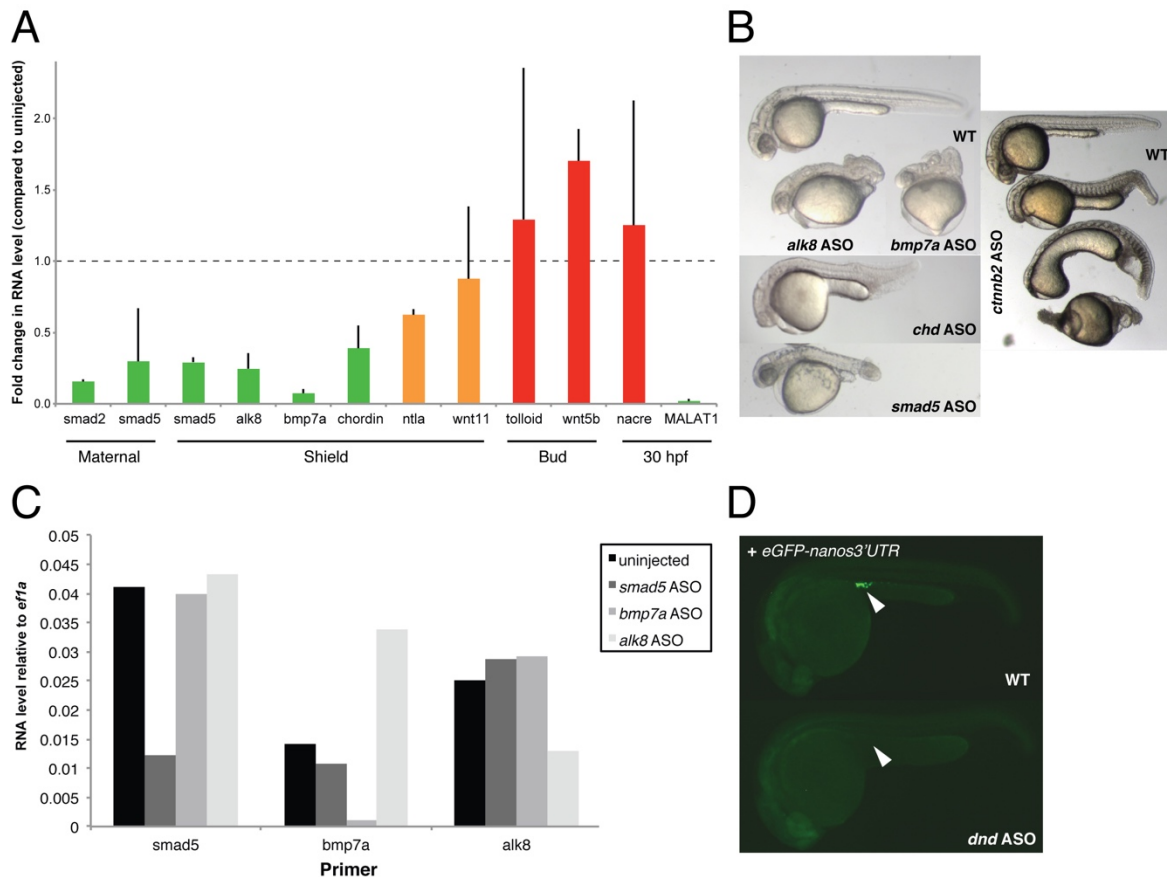 A
Fold change in RNA level (compared to uninjected)
2.0
1.5
1.0
0.5
0.0
smad2 smad5 smad5 alk8 bmp7a chordin ntla wnt11 tolloid wnt5b nacre MALAT1
Maternal Shield Bud 30 hpf
B
WT
alk8 ASO bmp7a ASO
chd ASO
smad5 ASO
WT
ctnnb2 ASO
C
RNA level relative to ef1a
0.05
0.045
0.04
0.035
0.03
0.025
0.02
0.015
0.01
0.005
0
smad5 bmp7a alk8
Primer
uninjected
smad5 ASO
bmp7a ASO
alk8 ASO
D
+ eGFP-nanos3'UTR
WT
dnd ASO